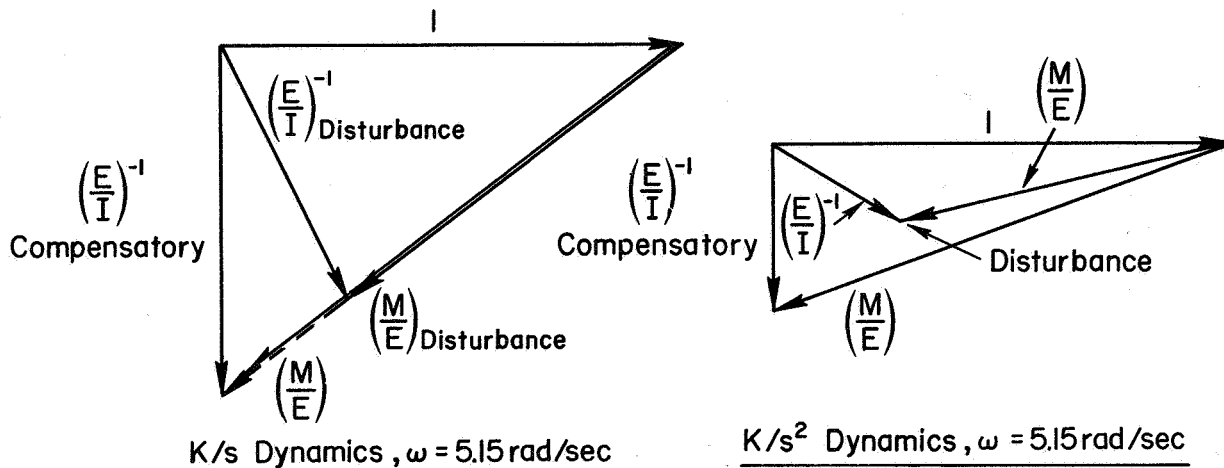 1
(E/I)⁻¹ Disturbance
(E/I)⁻¹
Compensatory
(M/E) Disturbance
(M/E)
K/s Dynamics, ω = 5.15 rad/sec
(M/E)
1
(E/I)⁻¹
Compensatory
(E/I)⁻¹
Disturbance
(M/E)
K/s² Dynamics, ω = 5.15 rad/sec